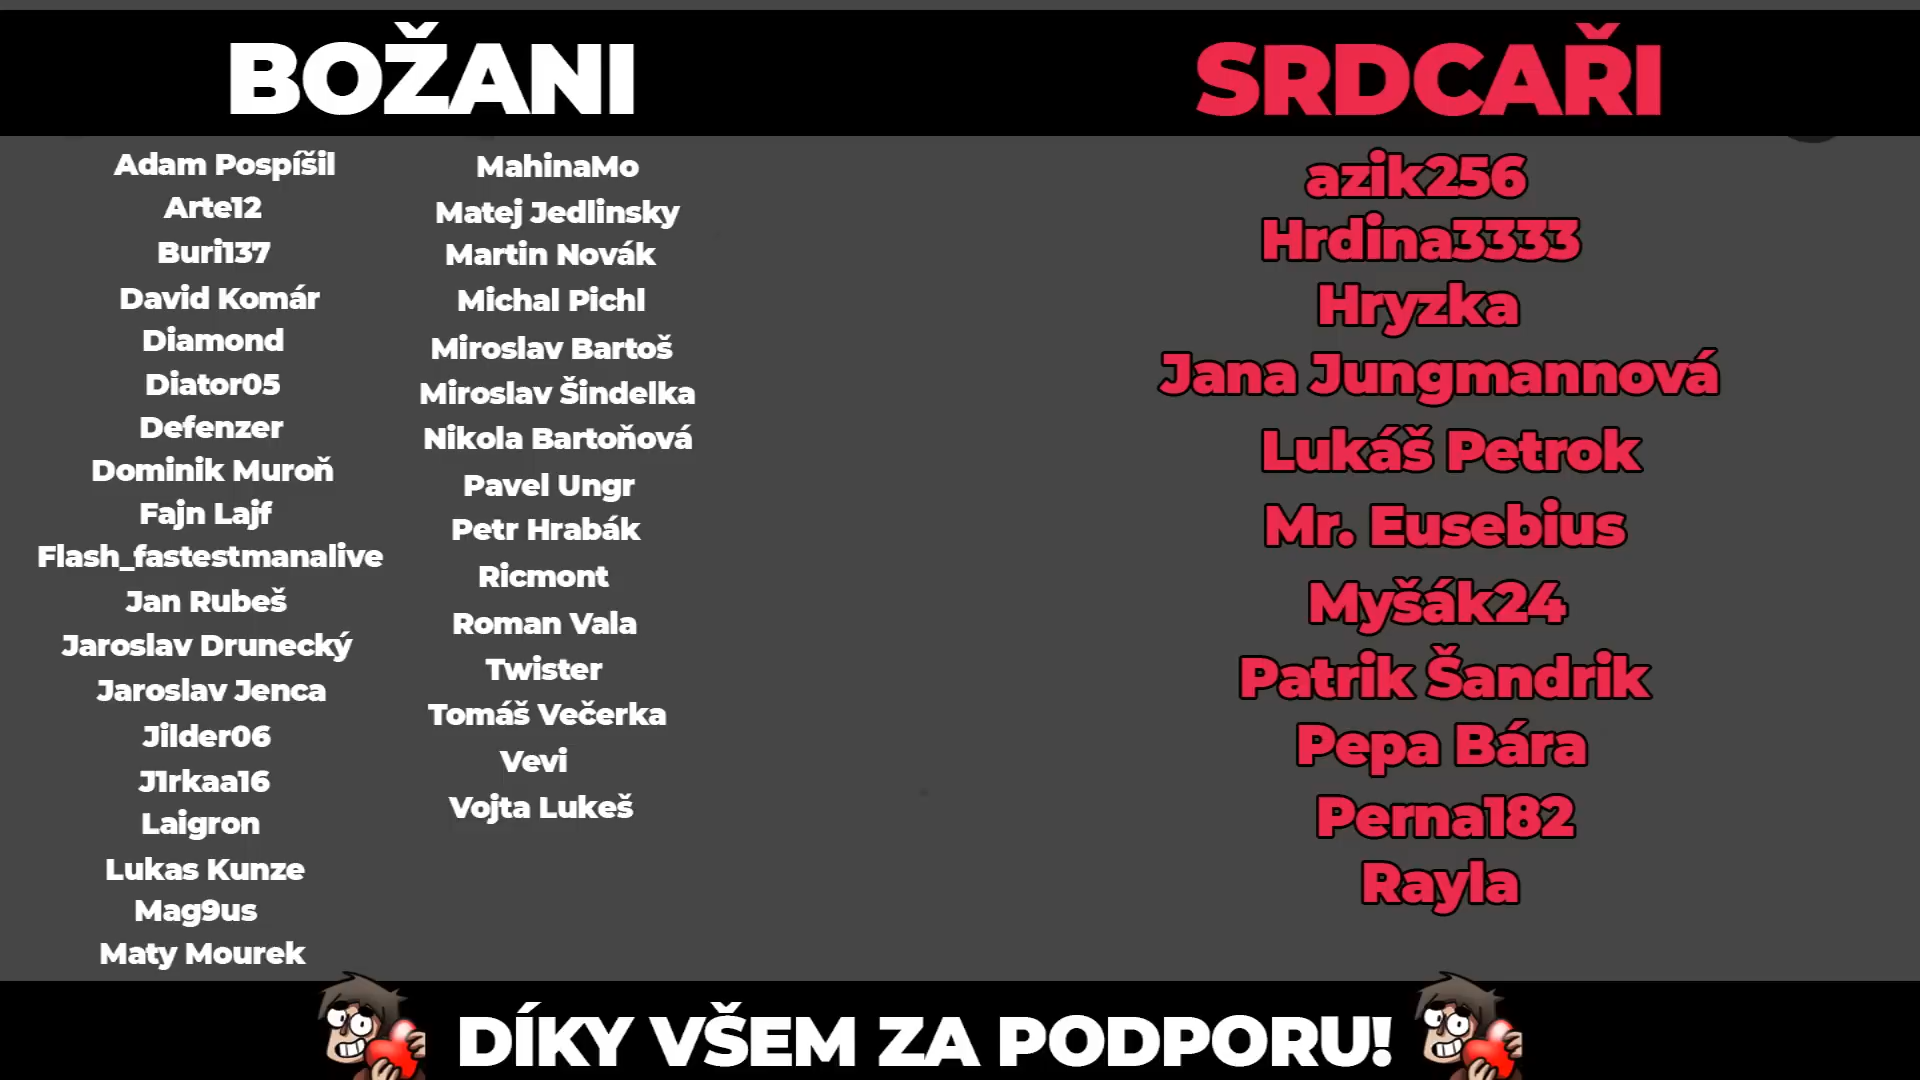 BOŽANI
Adam Pospíšil
Arte12
Buri137
David Komár
Diamond
Diator05
Defenzer
Dominik Muroň
Fajn Lajf
Flash_fastestmanalive
Jan Rubeš
Jaroslav Drunecký
Jaroslav Jenca
Jilder06
J1rkaa16
Laigron
Lukas Kunze
Mag9us
Maty Mourek
MahinaMo
Matej Jedlinsky
Martin Novák
Michal Pichl
Miroslav Bartoš
Miroslav Šindelka
Nikola Bartoňová
Pavel Ungr
Petr Hrabák
Ricmont
Roman Vala
Twister
Tomáš Večerka
Vevi
Vojta Lukeš
SRDCAŘI
azik256
Hrdina3333
Hryzka
Jana Jungmannová
Lukáš Petrok
Mr. Eusebius
Myšák24
Patrik Šandrik
Pepa Bára
Perna182
Rayla
DÍKY VŠEM ZA PODPORU!